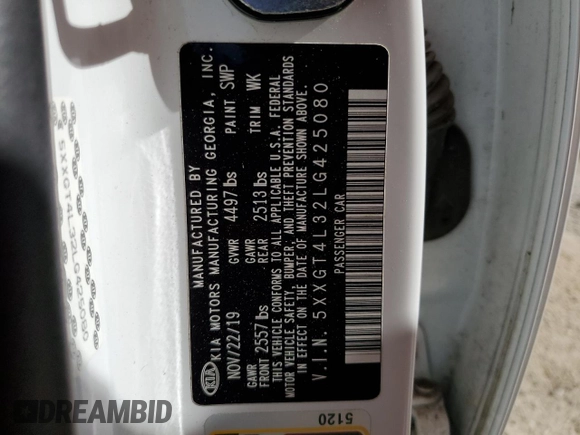 MANUFACTURED BY
KIA KIA MOTORS MANUFACTURING GEORGIA, INC.
NOV/22/19 GVWR 4497 lbs PAINT SWP
GAWR GAWR TRIM WK
FRONT 2557 lbs REAR 2513 lbs
THIS VEHICLE CONFORMS TO ALL APPLICABLE U.S.A. FEDERAL
MOTOR VEHICLE SAFETY, BUMPER, AND THEFT PREVENTION STANDARDS
IN EFFECT ON THE DATE OF MANUFACTURE SHOWN ABOVE.
V.I.N. 5XXGT4L32LG425080
PASSENGER CAR
5120
5XXGT4L32LG425080
DREAMBID